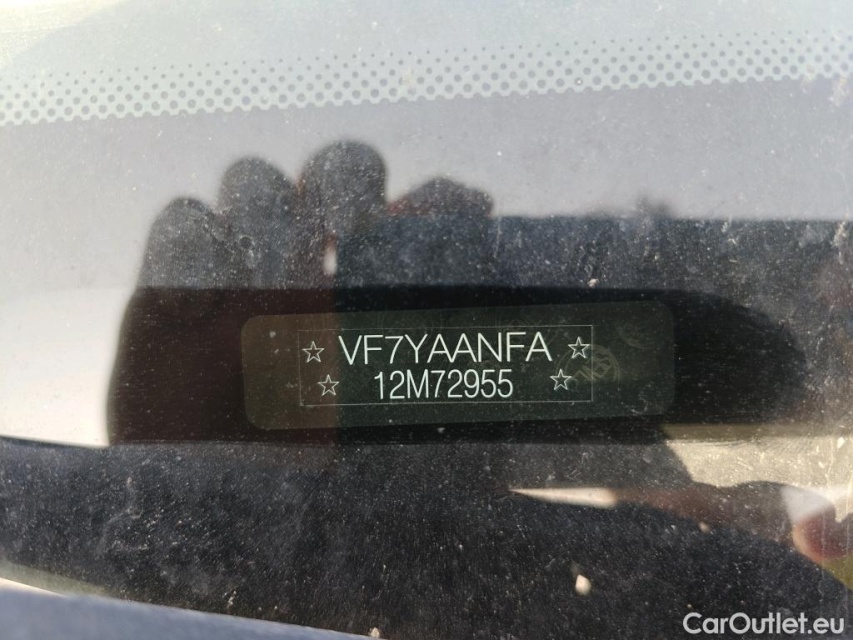 ☆ VF7YAANFA ☆
☆ 12M72955 ☆
CarOutlet.eu